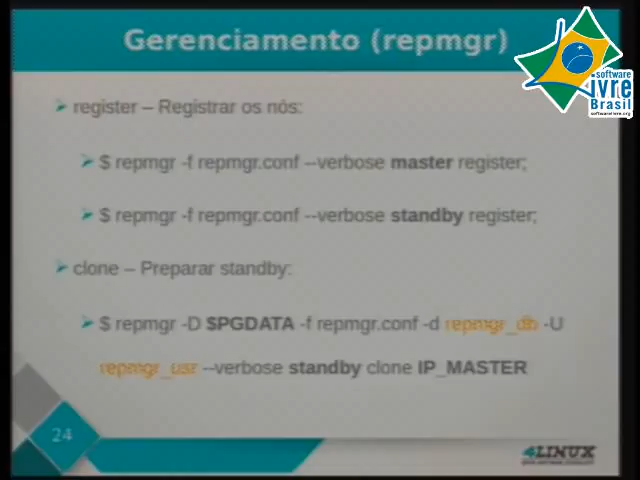 Gerenciamento (repmgr)
software
livre
Brasil
softwarelivre.org
register – Registrar os nós:
$ repmgr -f repmgr.conf --verbose master register;
$ repmgr -f repmgr.conf --verbose standby register;
clone – Preparar standby:
$ repmgr -D $PGDATA -f repmgr.conf -d repmgr_db -U
repmgr_usr --verbose standby clone IP_MASTER
24
4LINUX